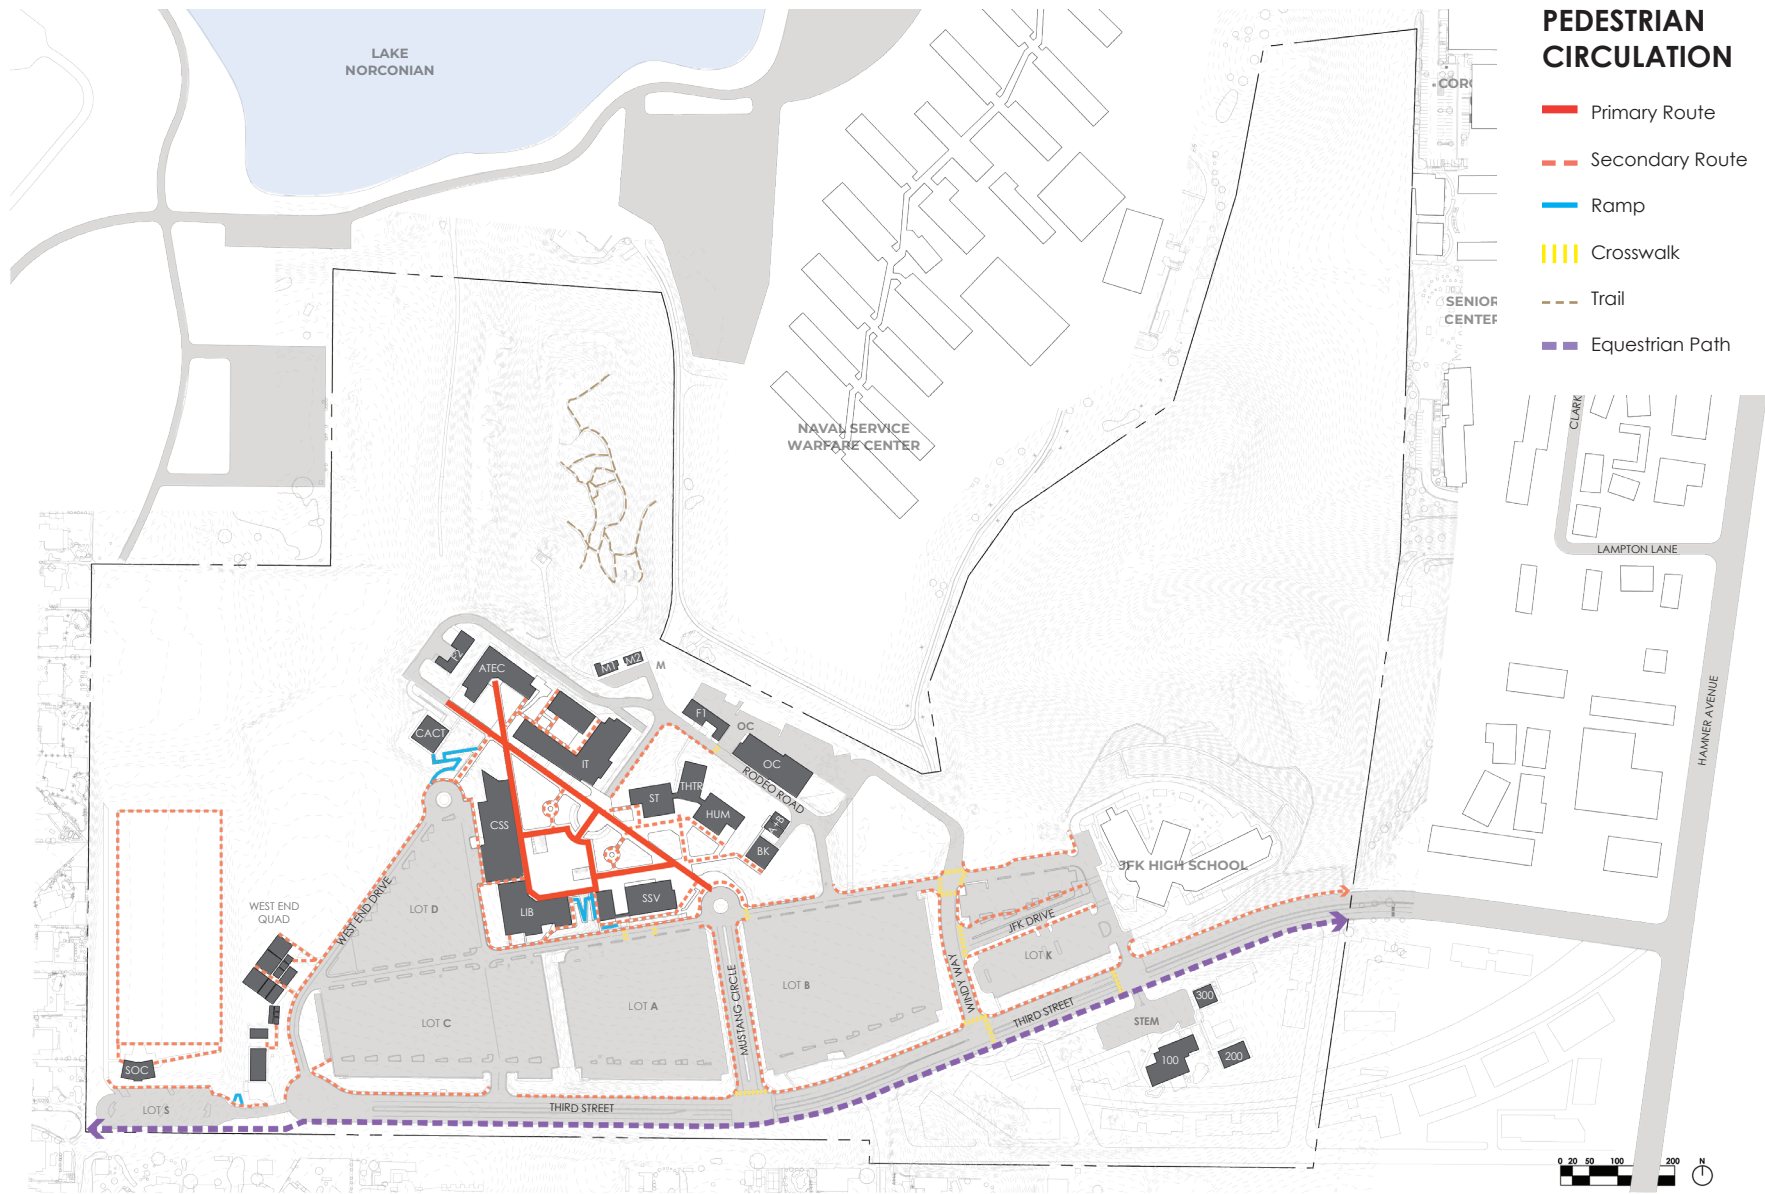 PEDESTRIAN
CIRCULATION
Primary Route
Secondary Route
Ramp
Crosswalk
Trail
Equestrian Path
LAKE
NORCONIAN
SENIOR
CENTER
NAVAL SERVICE
WARFARE CENTER
CLARK
LAMPTON LANE
HAMNER AVENUE
F2
ATEC
M1
M2
M
CACT
F1
OC
IT
OC
RODEO ROAD
THTR
ST
HUM
A+B
BK
CSS
JFK HIGH SCHOOL
LIB
SSV
WEST END
QUAD
WEST END DRIVE
LOT D
JFK DRIVE
LOT K
LOT B
LOT A
LOT C
MUSTANG CIRCLE
WINDY WAY
THIRD STREET
300
STEM
100
200
SOC
LOT S
THIRD STREET
0 20 50 100 200
N